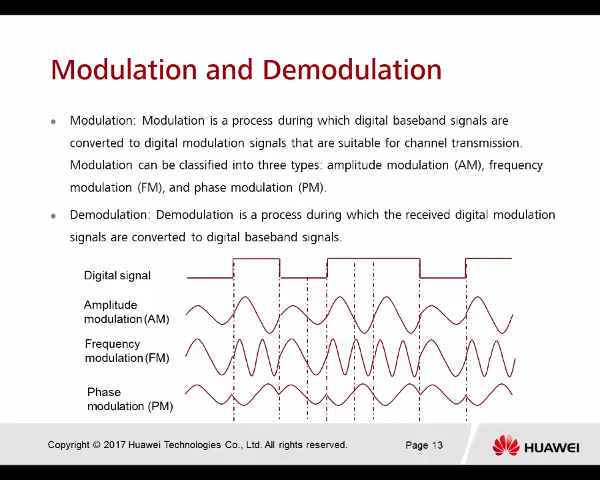 Modulation and Demodulation
• Modulation: Modulation is a process during which digital baseband signals are
converted to digital modulation signals that are suitable for channel transmission.
Modulation can be classified into three types: amplitude modulation (AM), frequency
modulation (FM), and phase modulation (PM).
• Demodulation: Demodulation is a process during which the received digital modulation
signals are converted to digital baseband signals.
Digital signal
Amplitude
modulation (AM)
Frequency
modulation (FM)
Phase
modulation (PM)
Copyright © 2017 Huawei Technologies Co., Ltd. All rights reserved.
Page 13
HUAWEI